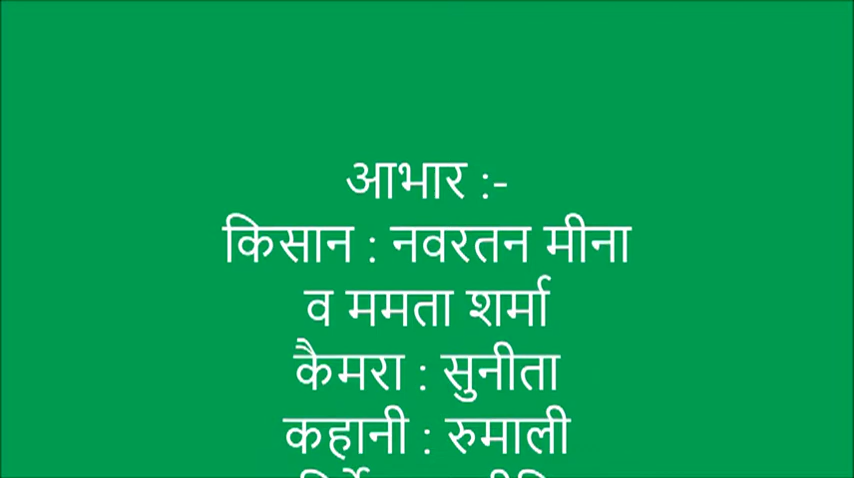 आभार :-
किसान : नवरतन मीना
व ममता शर्मा
कैमरा : सुनीता
कहानी : रुमाली